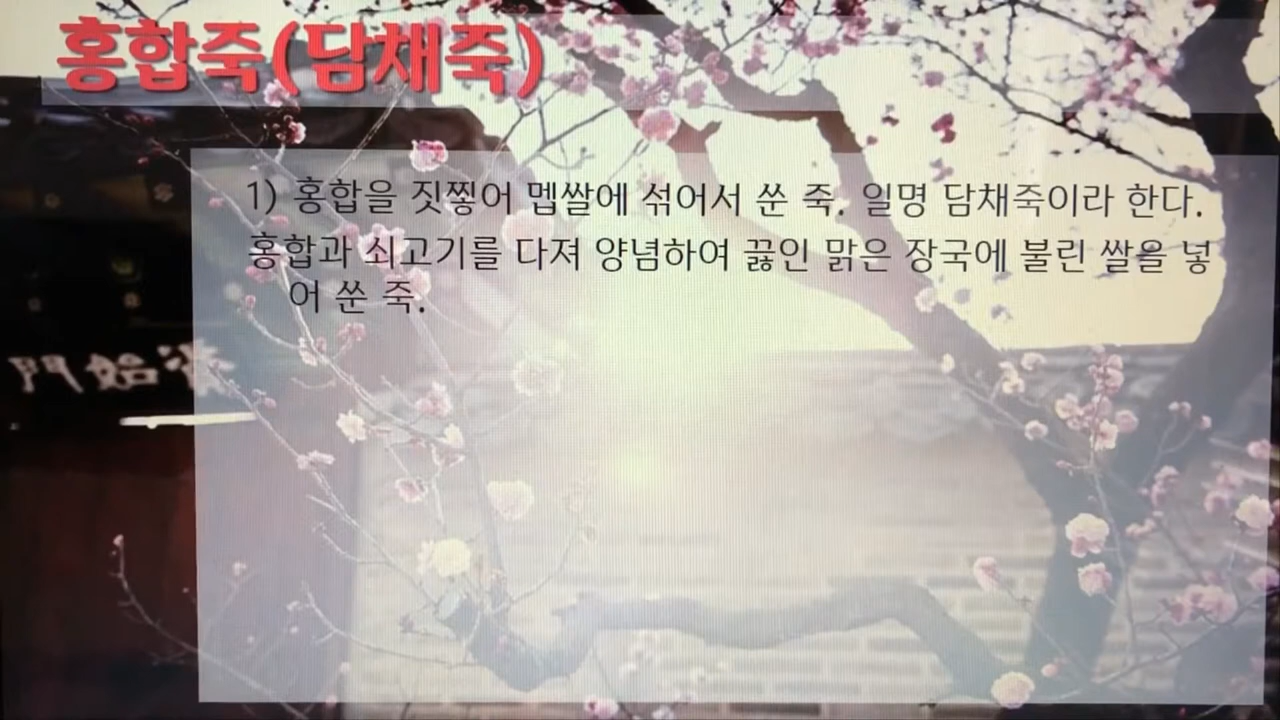 홍합죽(담채죽)
1) 홍합을 짓찧어 멥쌀에 섞어서 쑨 죽. 일명 담채죽이라 한다.
홍합과 쇠고기를 다져 양념하여 끓인 맑은 장국에 불린 쌀을 넣
어 쑨 죽.
門始